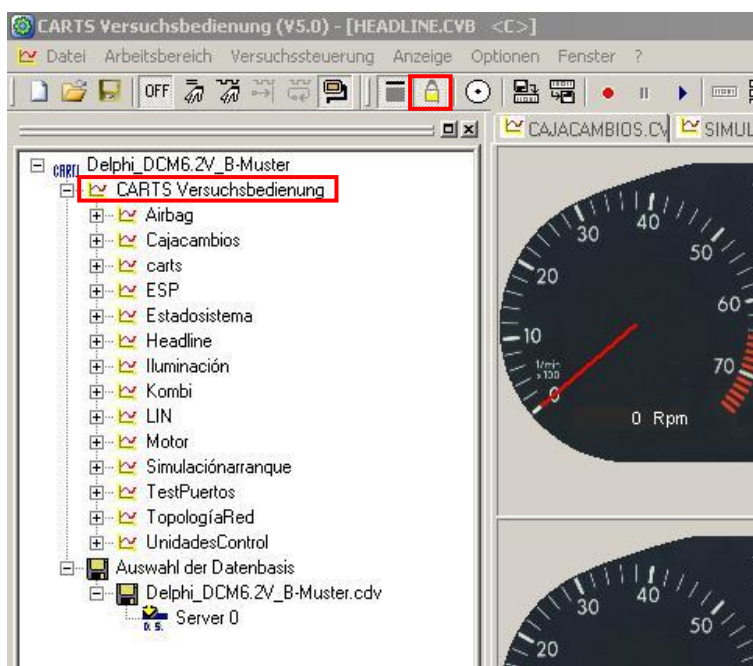 CARTS Versuchsbedienung (V5.0) - [HEADLINE.CVB <C>]
Datei Arbeitsbereich Versuchssteuerung Anzeige Optionen Fenster ?
OFF
CAJACAMBIOS.CV SIMUL
Delphi_DCM6.2V_B-Muster
CARTS Versuchsbedienung
Airbag
Cajacambios
carts
ESP
Estadosistema
Headline
Iluminación
Kombi
LIN
Motor
Simulaciónarranque
TestPuertos
TopologíaRed
UnidadesControl
Auswahl der Datenbasis
Delphi_DCM6.2V_B-Muster.cdv
D. S. Server 0
0 10 20 30 40 50 60 70
1/min
x100
0 Rpm
20 30 40 50